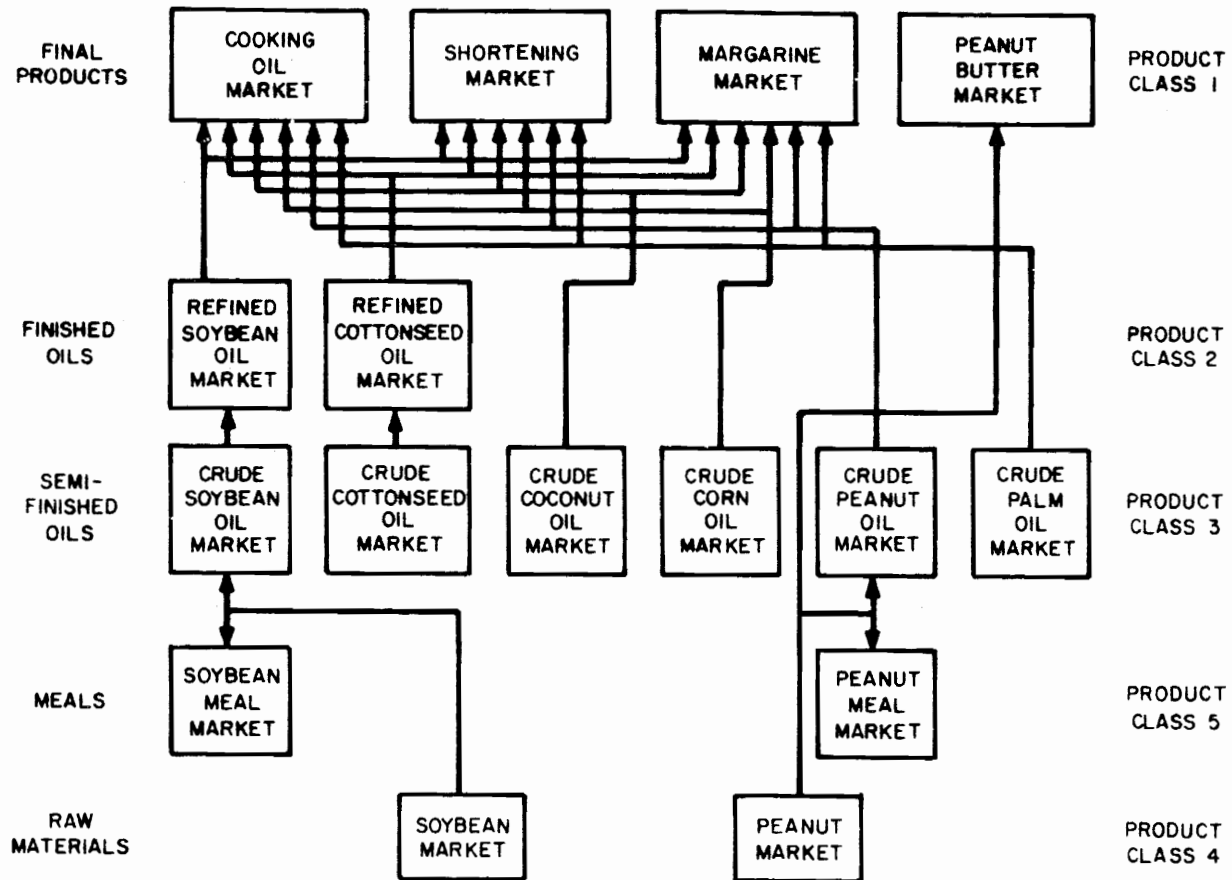 FINAL
PRODUCTS
COOKING
OIL
MARKET
SHORTENING
MARKET
MARGARINE
MARKET
PEANUT
BUTTER
MARKET
PRODUCT
CLASS 1
FINISHED
OILS
REFINED
SOYBEAN
OIL
MARKET
REFINED
COTTONSEED
OIL
MARKET
PRODUCT
CLASS 2
SEMI-
FINISHED
OILS
CRUDE
SOYBEAN
OIL
MARKET
CRUDE
COTTONSEED
OIL
MARKET
CRUDE
COCONUT
OIL
MARKET
CRUDE
CORN
OIL
MARKET
CRUDE
PEANUT
OIL
MARKET
CRUDE
PALM
OIL
MARKET
PRODUCT
CLASS 3
MEALS
SOYBEAN
MEAL
MARKET
PEANUT
MEAL
MARKET
PRODUCT
CLASS 5
RAW
MATERIALS
SOYBEAN
MARKET
PEANUT
MARKET
PRODUCT
CLASS 4